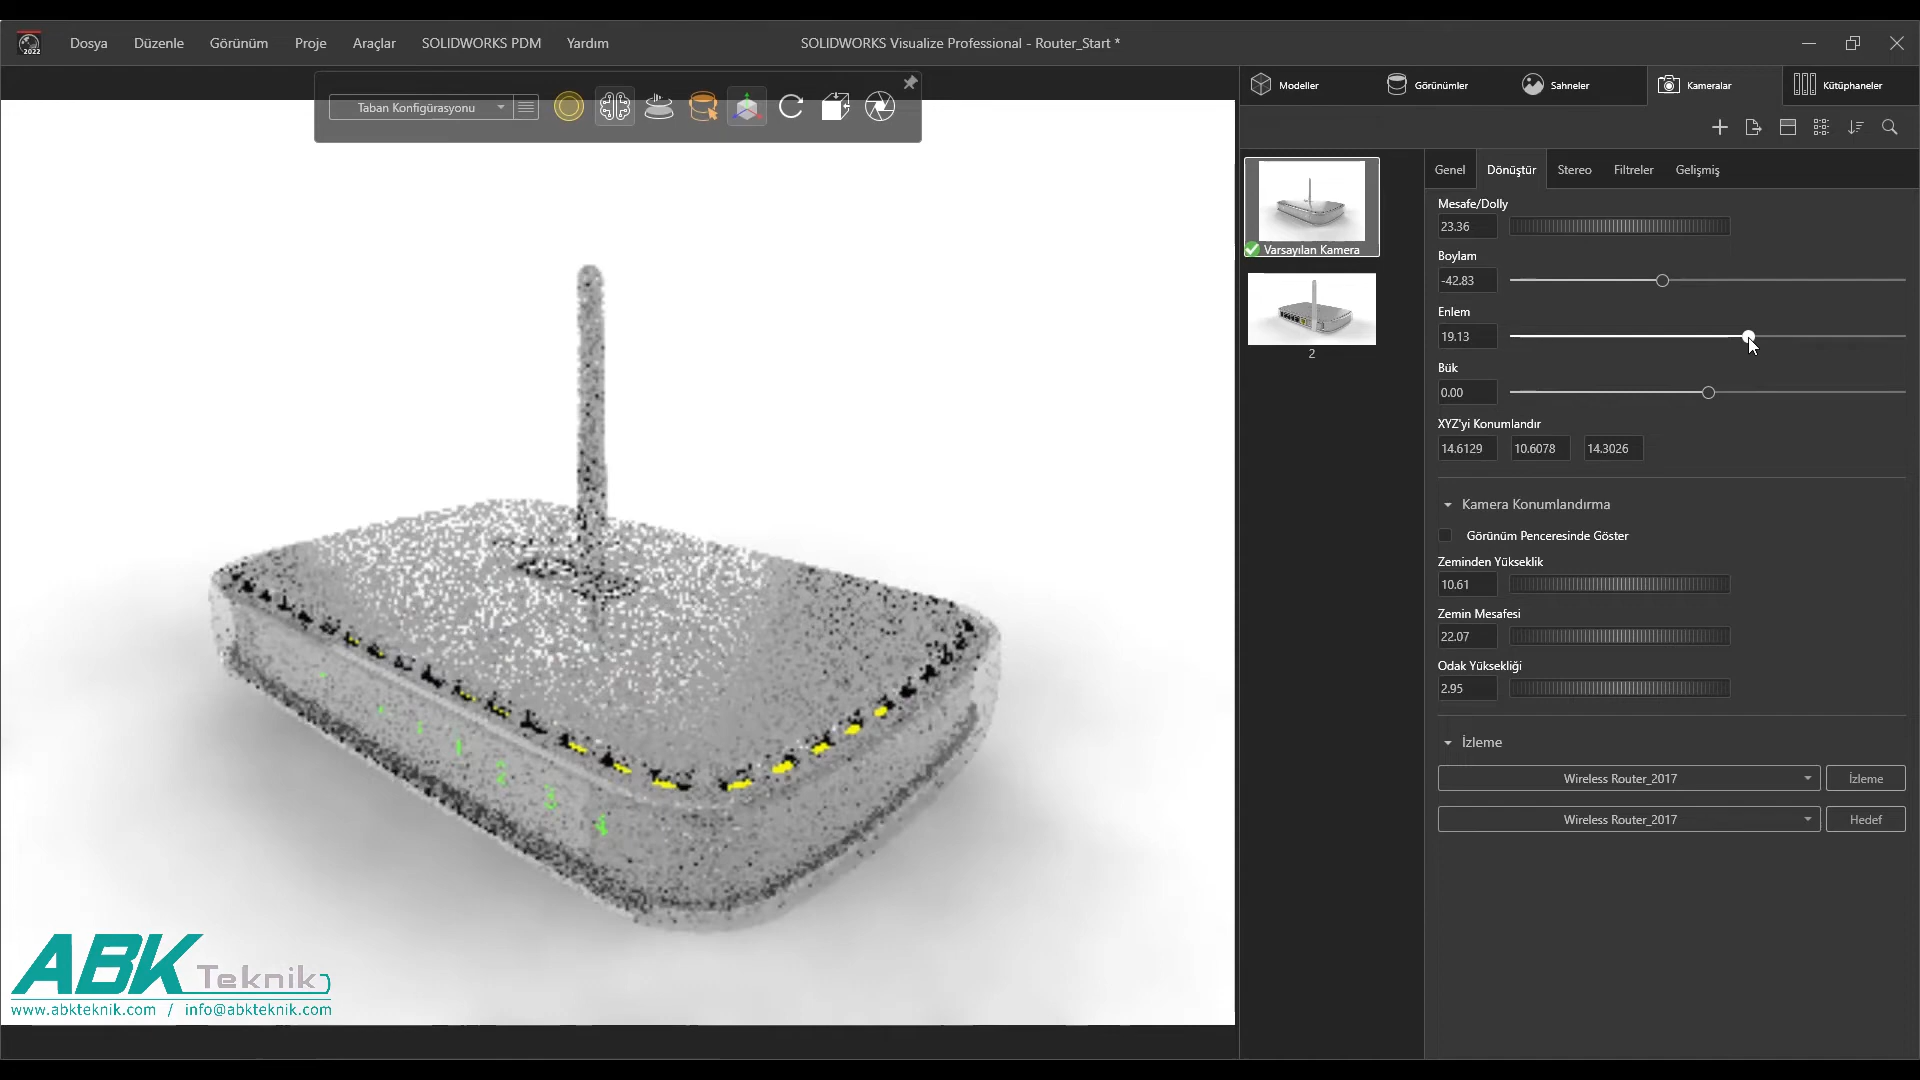 2022
Dosya Düzenle Görünüm Proje Araçlar SOLIDWORKS PDM Yardım
SOLIDWORKS Visualize Professional - Router_Start *
Taban Konfigürasyonu
Modeller Görünümler Sahneler Kameralar Kütüphaneler
Varsayılan Kamera
2
Genel Dönüştür Stereo Filtreler Gelişmiş
Mesafe/Dolly
23.36
Boylam
-42.83
Enlem
19.13
Bük
0.00
XYZ'yi Konumlandır
14.6129 10.6078 14.3026
Kamera Konumlandırma
Görünüm Penceresinde Göster
Zeminden Yükseklik
10.61
Zemin Mesafesi
22.07
Odak Yüksekliği
2.95
İzleme
Wireless Router_2017 İzleme
Wireless Router_2017 Hedef
ABK Teknik
www.abkteknik.com / info@abkteknik.com